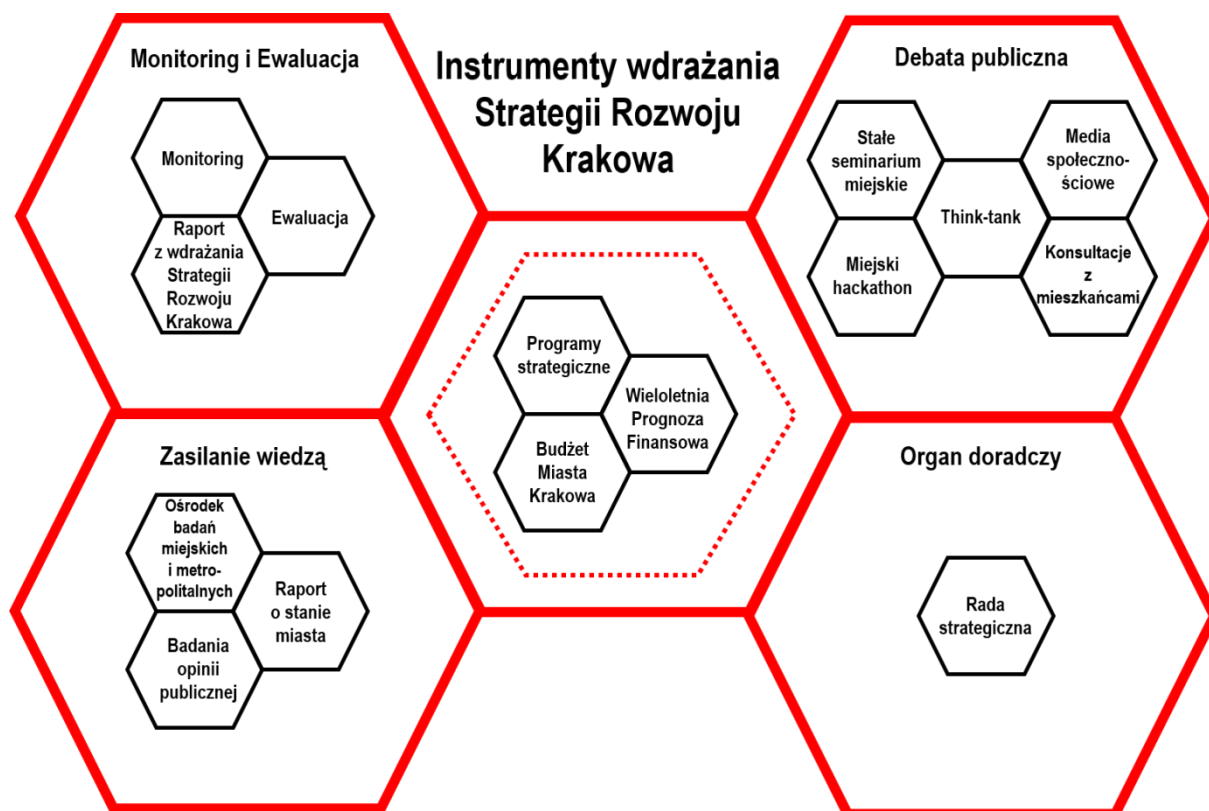 Monitoring i Ewaluacja
Monitoring
Ewaluacja
Raport
z wdrażania
Strategii
Rozwoju
Krakowa
Instrumenty wdrażania
Strategii Rozwoju
Krakowa
Debata publiczna
Stałe
seminarium
miejskie
Media
społeczno-
ściowe
Think-tank
Miejski
hackathon
Konsultacje
z
mieszkańcami
Programy
strategiczne
Wieloletnia
Prognoza
Finansowa
Budżet
Miasta
Krakowa
Zasilanie wiedzą
Ośrodek
badań
miejskich
i metro-
politalnych
Raport
o stanie
miasta
Badania
opinii
publicznej
Organ doradczy
Rada
strategiczna